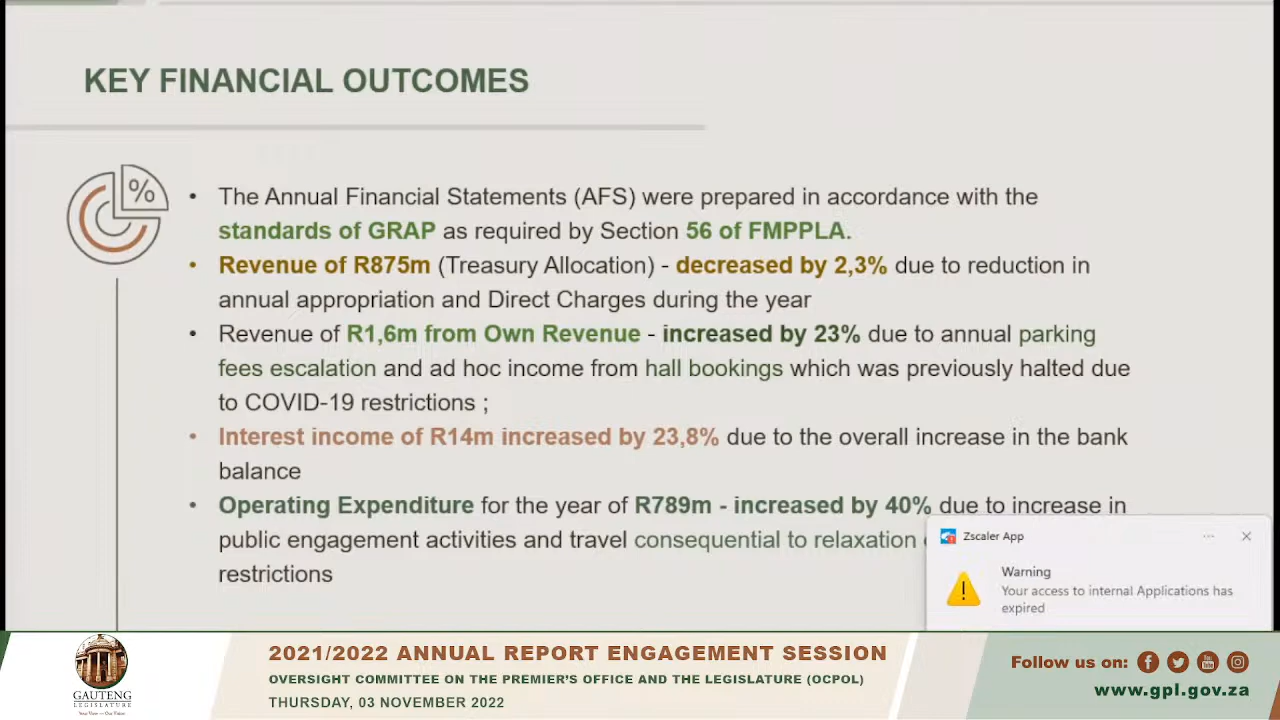 KEY FINANCIAL OUTCOMES
%
• The Annual Financial Statements (AFS) were prepared in accordance with the
standards of GRAP as required by Section 56 of FMPPLA.
• Revenue of R875m (Treasury Allocation) - decreased by 2,3% due to reduction in
annual appropriation and Direct Charges during the year
• Revenue of R1,6m from Own Revenue - increased by 23% due to annual parking
fees escalation and ad hoc income from hall bookings which was previously halted due
to COVID-19 restrictions ;
• Interest income of R14m increased by 23,8% due to the overall increase in the bank
balance
• Operating Expenditure for the year of R789m - increased by 40% due to increase in
public engagement activities and travel consequential to relaxation
restrictions
Zscaler App
Warning
Your access to internal Applications has
expired
GAUTENG
LEGISLATURE
Your View — Our Vision
2021/2022 ANNUAL REPORT ENGAGEMENT SESSION
OVERSIGHT COMMITTEE ON THE PREMIER'S OFFICE AND THE LEGISLATURE (OCPOL)
THURSDAY, 03 NOVEMBER 2022
Follow us on:
www.gpl.gov.za